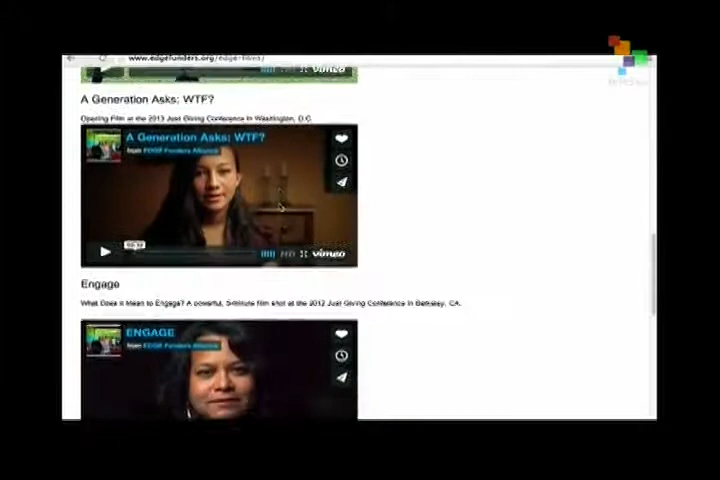 www.edgefunders.org/edge-lives/
vimeo
A Generation Asks: WTF?
Opening Film at the 2013 Just Giving Conference in Washington, D.C.
A Generation Asks: WTF?
from EDGE Funders Alliance
vimeo
Engage
What Does It Mean to Engage? A powerful, 5-minute film shot at the 2012 Just Giving Conference in Berkeley, CA.
ENGAGE
from EDGE Funders Alliance